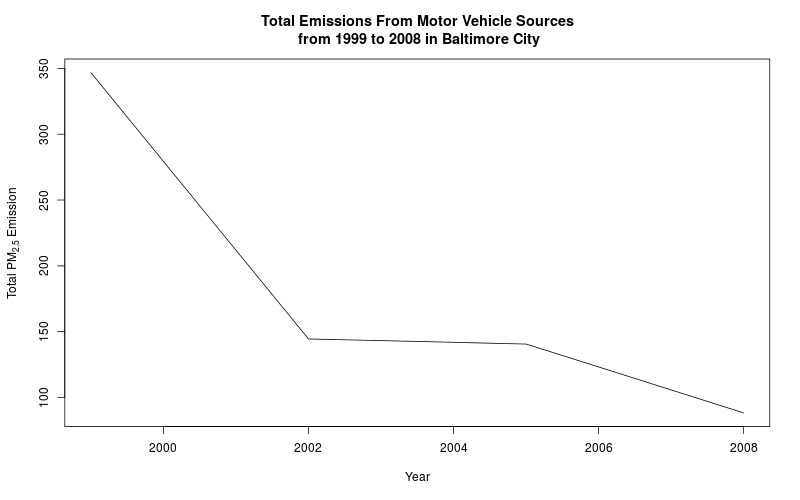 Total Emissions From Motor Vehicle Sources
from 1999 to 2008 in Baltimore City
Total PM2.5 Emission
350
300
250
200
150
100
2000 2002 2004 2006 2008
Year